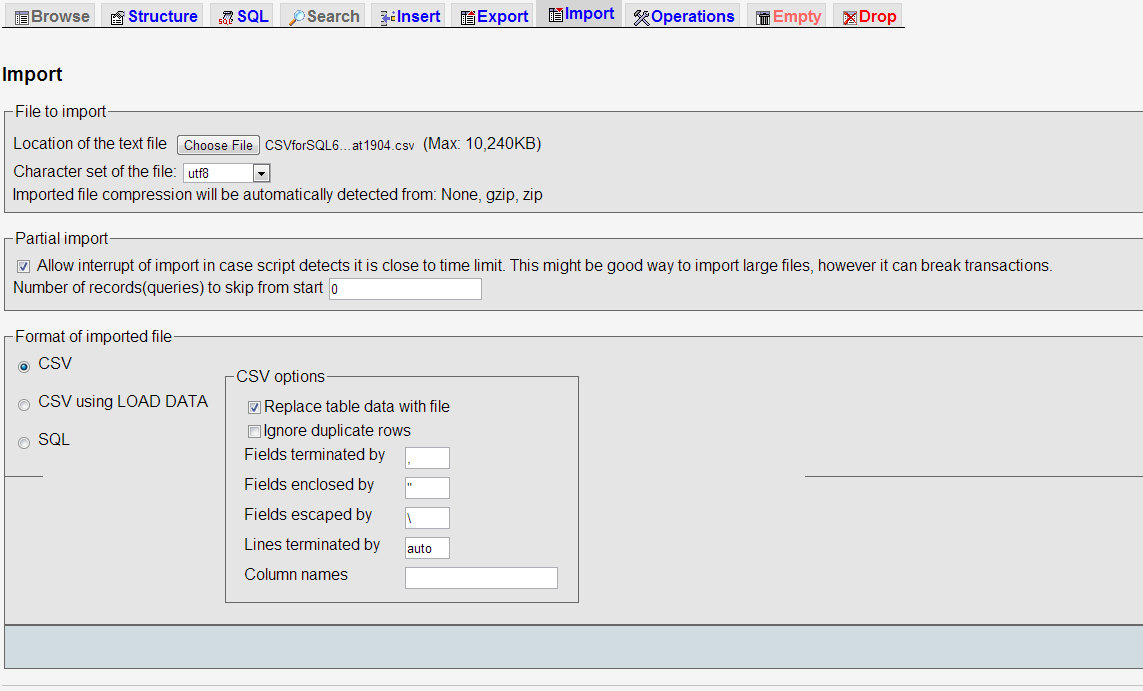 Browse Structure SQL Search Insert Export Import Operations Empty Drop
Import
File to import
Location of the text file Choose File CSVforSQL6...at1904.csv (Max: 10,240KB)
Character set of the file: utf8
Imported file compression will be automatically detected from: None, gzip, zip
Partial import
Allow interrupt of import in case script detects it is close to time limit. This might be good way to import large files, however it can break transactions.
Number of records(queries) to skip from start 0
Format of imported file
CSV
CSV using LOAD DATA
SQL
CSV options
Replace table data with file
Ignore duplicate rows
Fields terminated by ,
Fields enclosed by "
Fields escaped by \
Lines terminated by auto
Column names